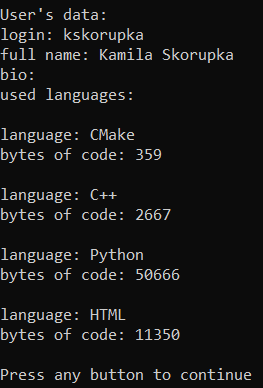 User's data:
login: kskorupka
full name: Kamila Skorupka
bio:
used languages:
language: CMake
bytes of code: 359
language: C++
bytes of code: 2667
language: Python
bytes of code: 50666
language: HTML
bytes of code: 11350
Press any button to continue